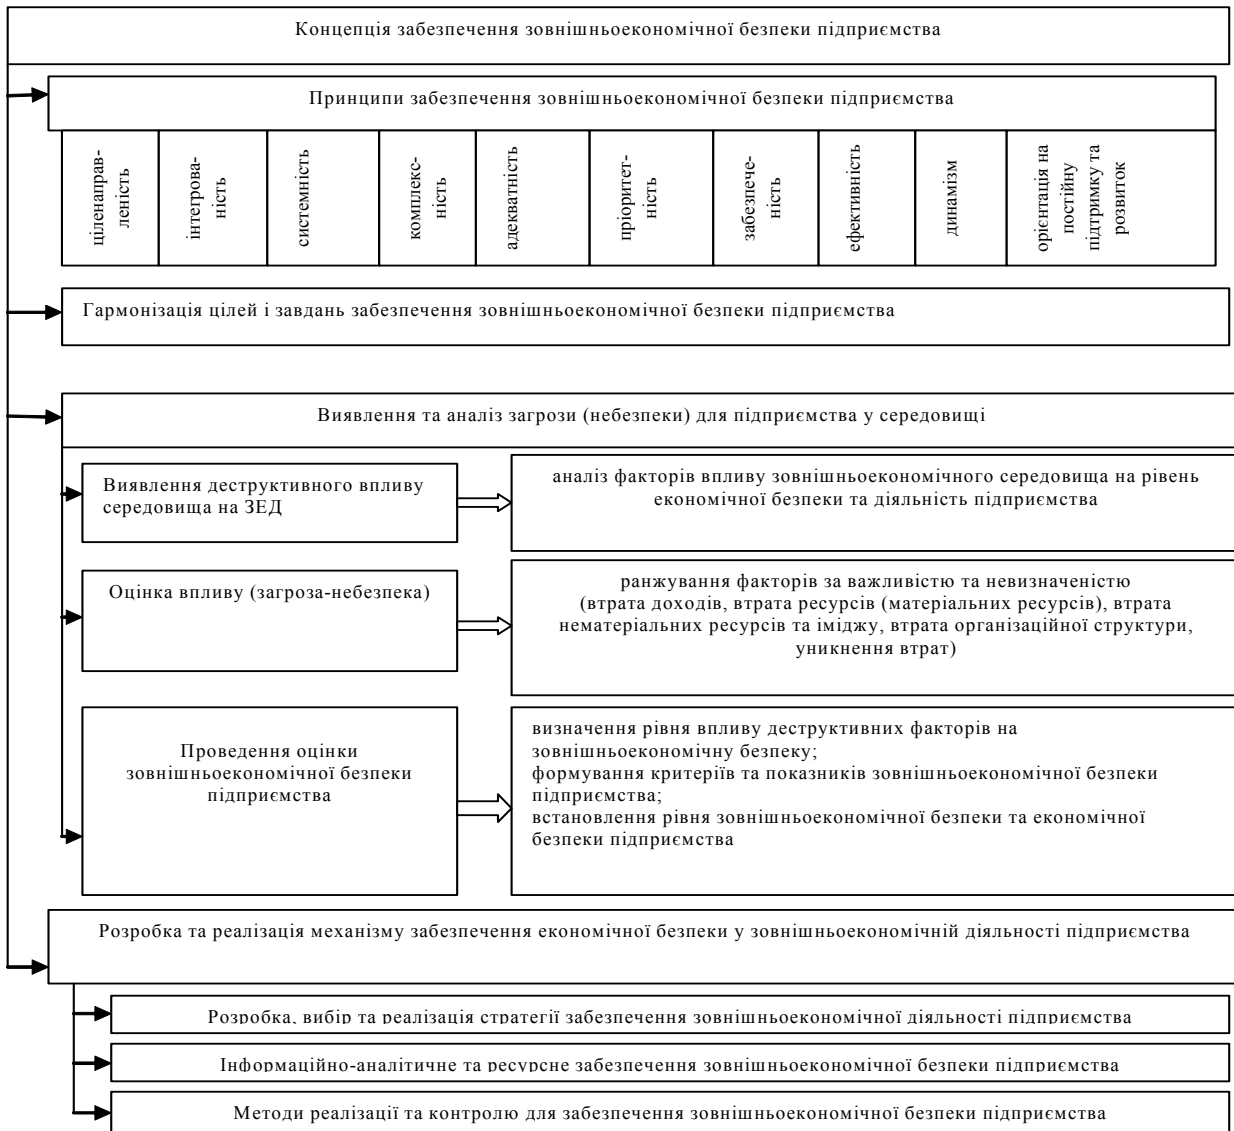 Концепція забезпечення зовнішньоекономічної безпеки підприємства
Принципи забезпечення зовнішньоекономічної безпеки підприємства
ціленаправ-
леність
інтегрова-
ність
системність
комплекс-
ність
адекватність
пріоритет-
ність
забезпече-
ність
ефективність
динамізм
орієнтація на
постійну
підтримку та
розвиток
Гармонізація цілей і завдань забезпечення зовнішньоекономічної безпеки підприємства
Виявлення та аналіз загрози (небезпеки) для підприємства у середовищі
Виявлення деструктивного впливу
середовища на ЗЕД
аналіз факторів впливу зовнішньоекономічного середовища на рівень
економічної безпеки та діяльність підприємства
Оцінка впливу (загроза-небезпека)
ранжування факторів за важливістю та невизначеністю
(втрата доходів, втрата ресурсів (матеріальних ресурсів), втрата
нематеріальних ресурсів та іміджу, втрата організаційної структури,
уникнення втрат)
Проведення оцінки
зовнішньоекономічної безпеки
підприємства
визначення рівня впливу деструктивних факторів на
зовнішньоекономічну безпеку;
формування критеріїв та показників зовнішньоекономічної безпеки
підприємства;
встановлення рівня зовнішньоекономічної безпеки та економічної
безпеки підприємства
Розробка та реалізація механізму забезпечення економічної безпеки у зовнішньоекономічній діяльності підприємства
Розробка, вибір та реалізація стратегії забезпечення зовнішньоекономічної діяльності підприємства
Інформаційно-аналітичне та ресурсне забезпечення зовнішньоекономічної безпеки підприємства
Методи реалізації та контролю для забезпечення зовнішньоекономічної безпеки підприємства